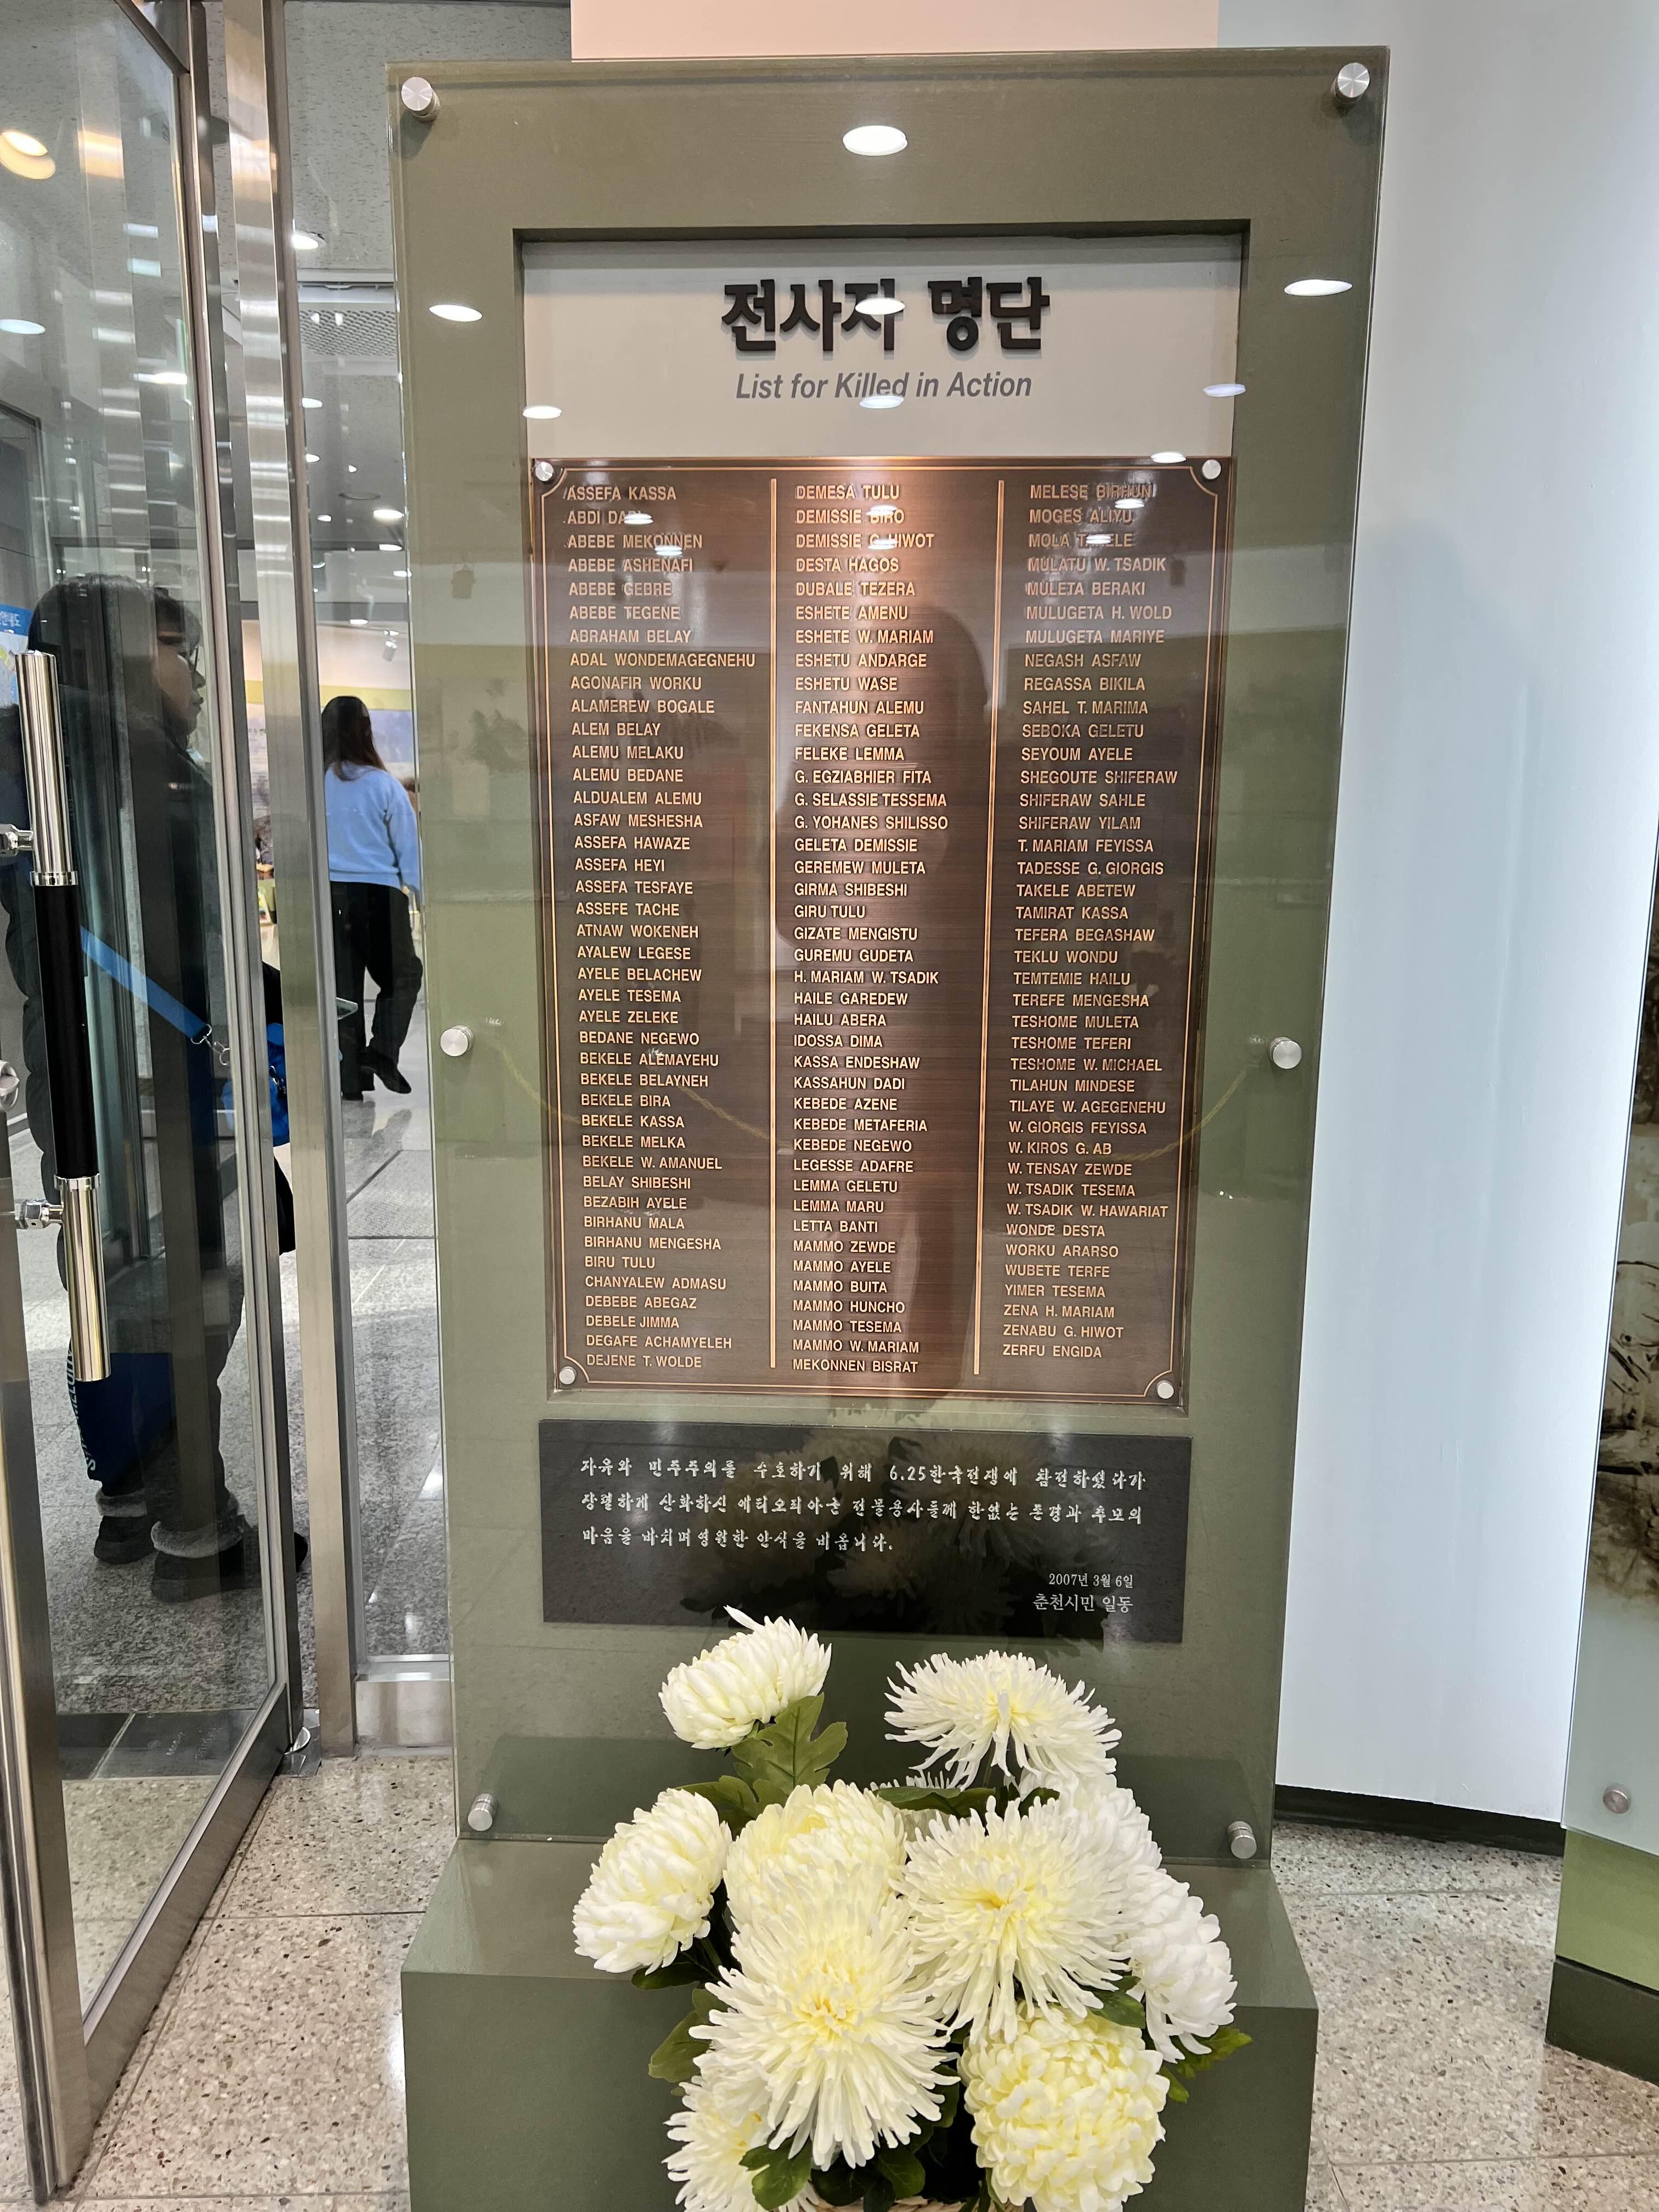 전사자 명단
List for Killed in Action
ASSEFA KASSA
ABDI
ABEBE MEKONNEN
ABEBE ASHENAFI
ABEBE GEBRE
ABEBE TEGENE
ABRAHAM BELAY
ADAL WONDEMAGEGNEHU
AGONAFIR WORKU
ALAMEREW BOGALE
ALEM BELAY
ALEMU MELAKU
ALEMU BEDANE
ALDUALEM ALEMU
ASFAW MESHESHA
ASSEFA HAWAZE
ASSEFA HEYI
ASSEFA TESFAYE
ASSEFE TACHE
ATNAW WOKENEH
AYALEW LEGESE
AYELE BELACHEW
AYELE TESEMA
AYELE ZELEKE
BEDANE NEGEWO
BEKELE ALEMAYEHU
BEKELE BELAYNEH
BEKELE BIRA
BEKELE KASSA
BEKELE MELKA
BEKELE W. AMANUEL
BELAY SHIBESHI
BEZABIH AYELE
BIRHANU MALA
BIRHANU MENGESHA
BIRU TULU
CHANYALEW ADMASU
DEBEBE ABEGAZ
DEBELE JIMMA
DEGAFE ACHAMYELEH
DEJENE T. WOLDE
DEMESA TULU
DEMISSIE BIRO
DEMISSIE G. HIWOT
DESTA HAGOS
DUBALE TEZERA
ESHETE AMENU
ESHETE W. MARIAM
ESHETU ANDARGE
ESHETU WASE
FANTAHUN ALEMU
FEKENSA GELETA
FELEKE LEMMA
G. EGZIABHIER FITA
G. SELASSIE TESSEMA
G. YOHANES SHILISSO
GELETA DEMISSIE
GEREMEW MULETA
GIRMA SHIBESHI
GIRU TULU
GIZATE MENGISTU
GUREMU GUDETA
H. MARIAM W. TSADIK
HAILE GAREDEW
HAILU ABERA
IDOSSA DIMA
KASSA ENDESHAW
KASSAHUN DADI
KEBEDE AZENE
KEBEDE METAFERIA
KEBEDE NEGEWO
LEGESSE ADAFRE
LEMMA GELETU
LEMMA MARU
LETTA BANTI
MAMMO ZEWDE
MAMMO AYELE
MAMMO BUITA
MAMMO HUNCHO
MAMMO TESEMA
MAMMO W. MARIAM
MEKONNEN BISRAT
MELESE BIRHUN
MOGES ALIYU
MOLA
MULATU W. TSADIK
MULETA BERAKI
MULUGETA H. WOLD
MULUGETA MARIYE
NEGASH ASFAW
REGASSA BIKILA
SAHEL T. MARIMA
SEBOKA GELETU
SEYOUM AYELE
SHEGOUTE SHIFERAW
SHIFERAW SAHLE
SHIFERAW YILAM
T. MARIAM FEYISSA
TADESSE G. GIORGIS
TAKELE ABETEW
TAMIRAT KASSA
TEFERA BEGASHAW
TEKLU WONDU
TEMTEMIE HAILU
TEREFE MENGESHA
TESHOME MULETA
TESHOME TEFERI
TESHOME W. MICHAEL
TILAHUN MINDESE
TILAYE W. AGEGENEHU
W. GIORGIS FEYISSA
W. KIROS G. AB
W. TENSAY ZEWDE
W. TSADIK TESEMA
W. TSADIK W. HAWARIAT
WONDE DESTA
WORKU ARARSO
WUBETE TERFE
YIMER TESEMA
ZENA H. MARIAM
ZENABU G. HIWOT
ZERFU ENGIDA
자유와 민주주의를 수호하기 위해 6.25한국전쟁에 참전하셨다가
장렬하게 산화하신 에티오피아군 전몰용사들께 한없는 존경과 추모의
마음을 바치며 영원한 안식을 비옵니다.
2007년 3월 6일
춘천시민 일동